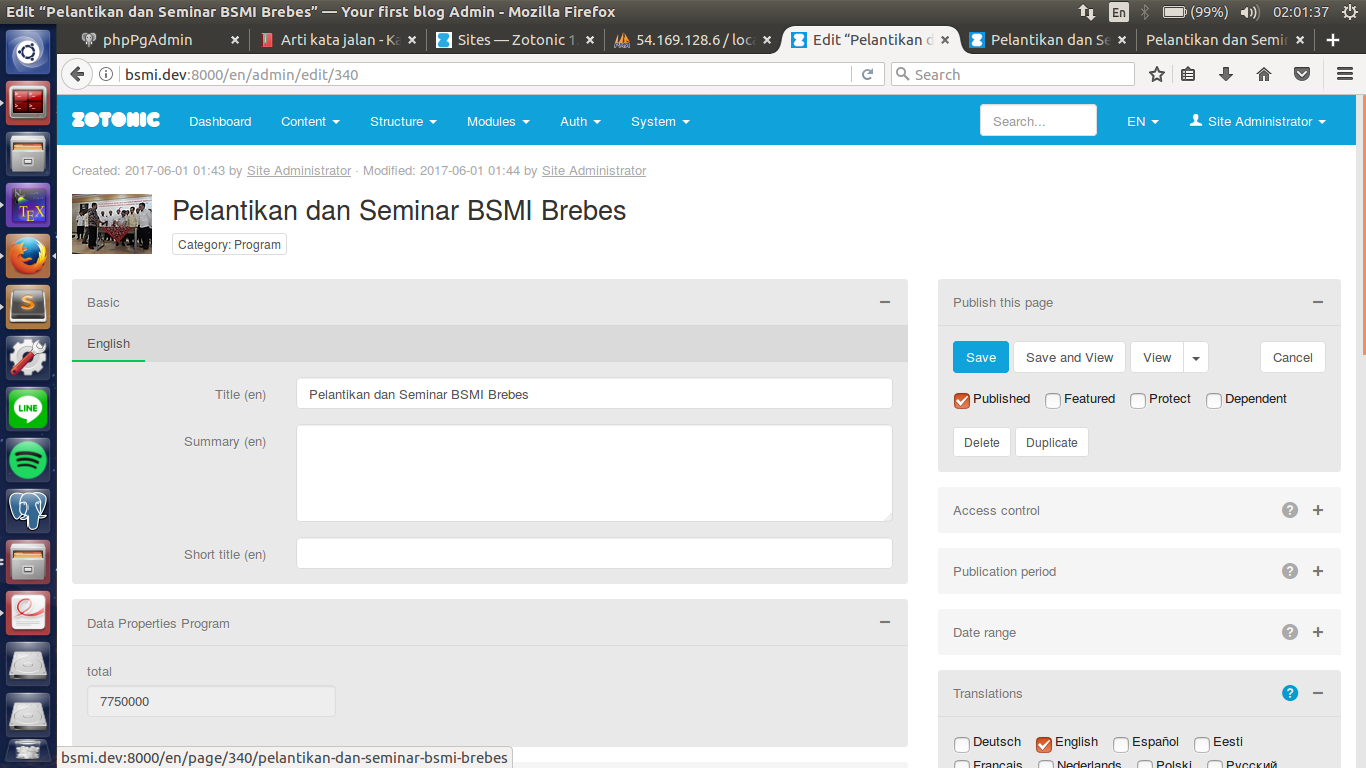 Edit “Pelantikan dan Seminar BSMI Brebes” — Your first blog Admin - Mozilla Firefox
En
(99%)
02:01:37
phpPgAdmin
Arti kata jalan - Ka
Sites — Zotonic 1.
54.169.128.6 / loca
Edit “Pelantikan d
Pelantikan dan Se
Pelantikan dan Semin
bsmi.dev:8000/en/admin/edit/340
Search
ZOTONIC
Dashboard
Content
Structure
Modules
Auth
System
Search...
EN
Site Administrator
Created: 2017-06-01 01:43 by Site Administrator · Modified: 2017-06-01 01:44 by Site Administrator
Pelantikan dan Seminar BSMI Brebes
Category: Program
Basic
English
Title (en)
Pelantikan dan Seminar BSMI Brebes
Summary (en)
Short title (en)
Data Properties Program
total
7750000
Publish this page
Save
Save and View
View
Cancel
Published
Featured
Protect
Dependent
Delete
Duplicate
Access control
?
Publication period
?
Date range
?
Translations
?
Deutsch
English
Español
Eesti
Français
Nederlands
Polski
Русский
TEX
LINE
bsmi.dev:8000/en/page/340/pelantikan-dan-seminar-bsmi-brebes